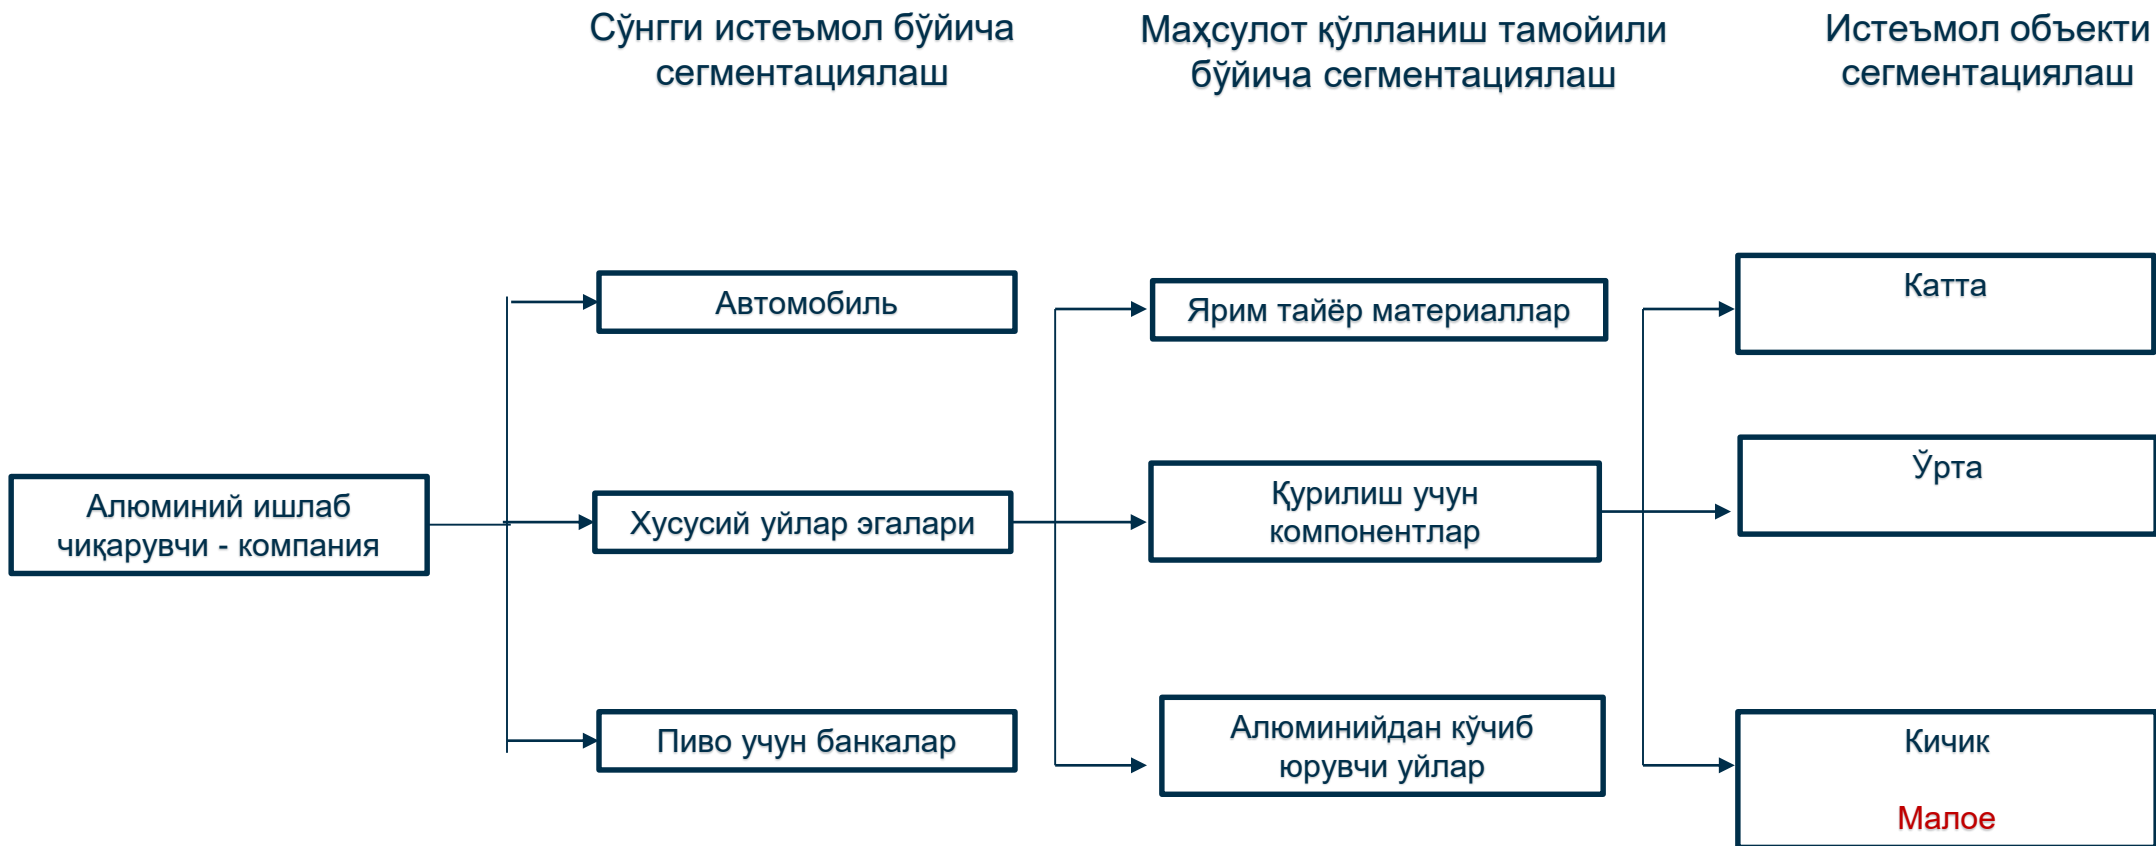 Сўнгги истеъмол бўйича
сегментациялаш
Маҳсулот қўлланиш тамойили
бўйича сегментациялаш
Истеъмол объекти
сегментациялаш
Алюминий ишлаб
чиқарувчи - компания
Автомобиль
Хусусий уйлар эгалари
Пиво учун банкалар
Ярим тайёр материаллар
Қурилиш учун
компонентлар
Алюминийдан кўчиб
юрувчи уйлар
Катта
Ўрта
Кичик
Малое